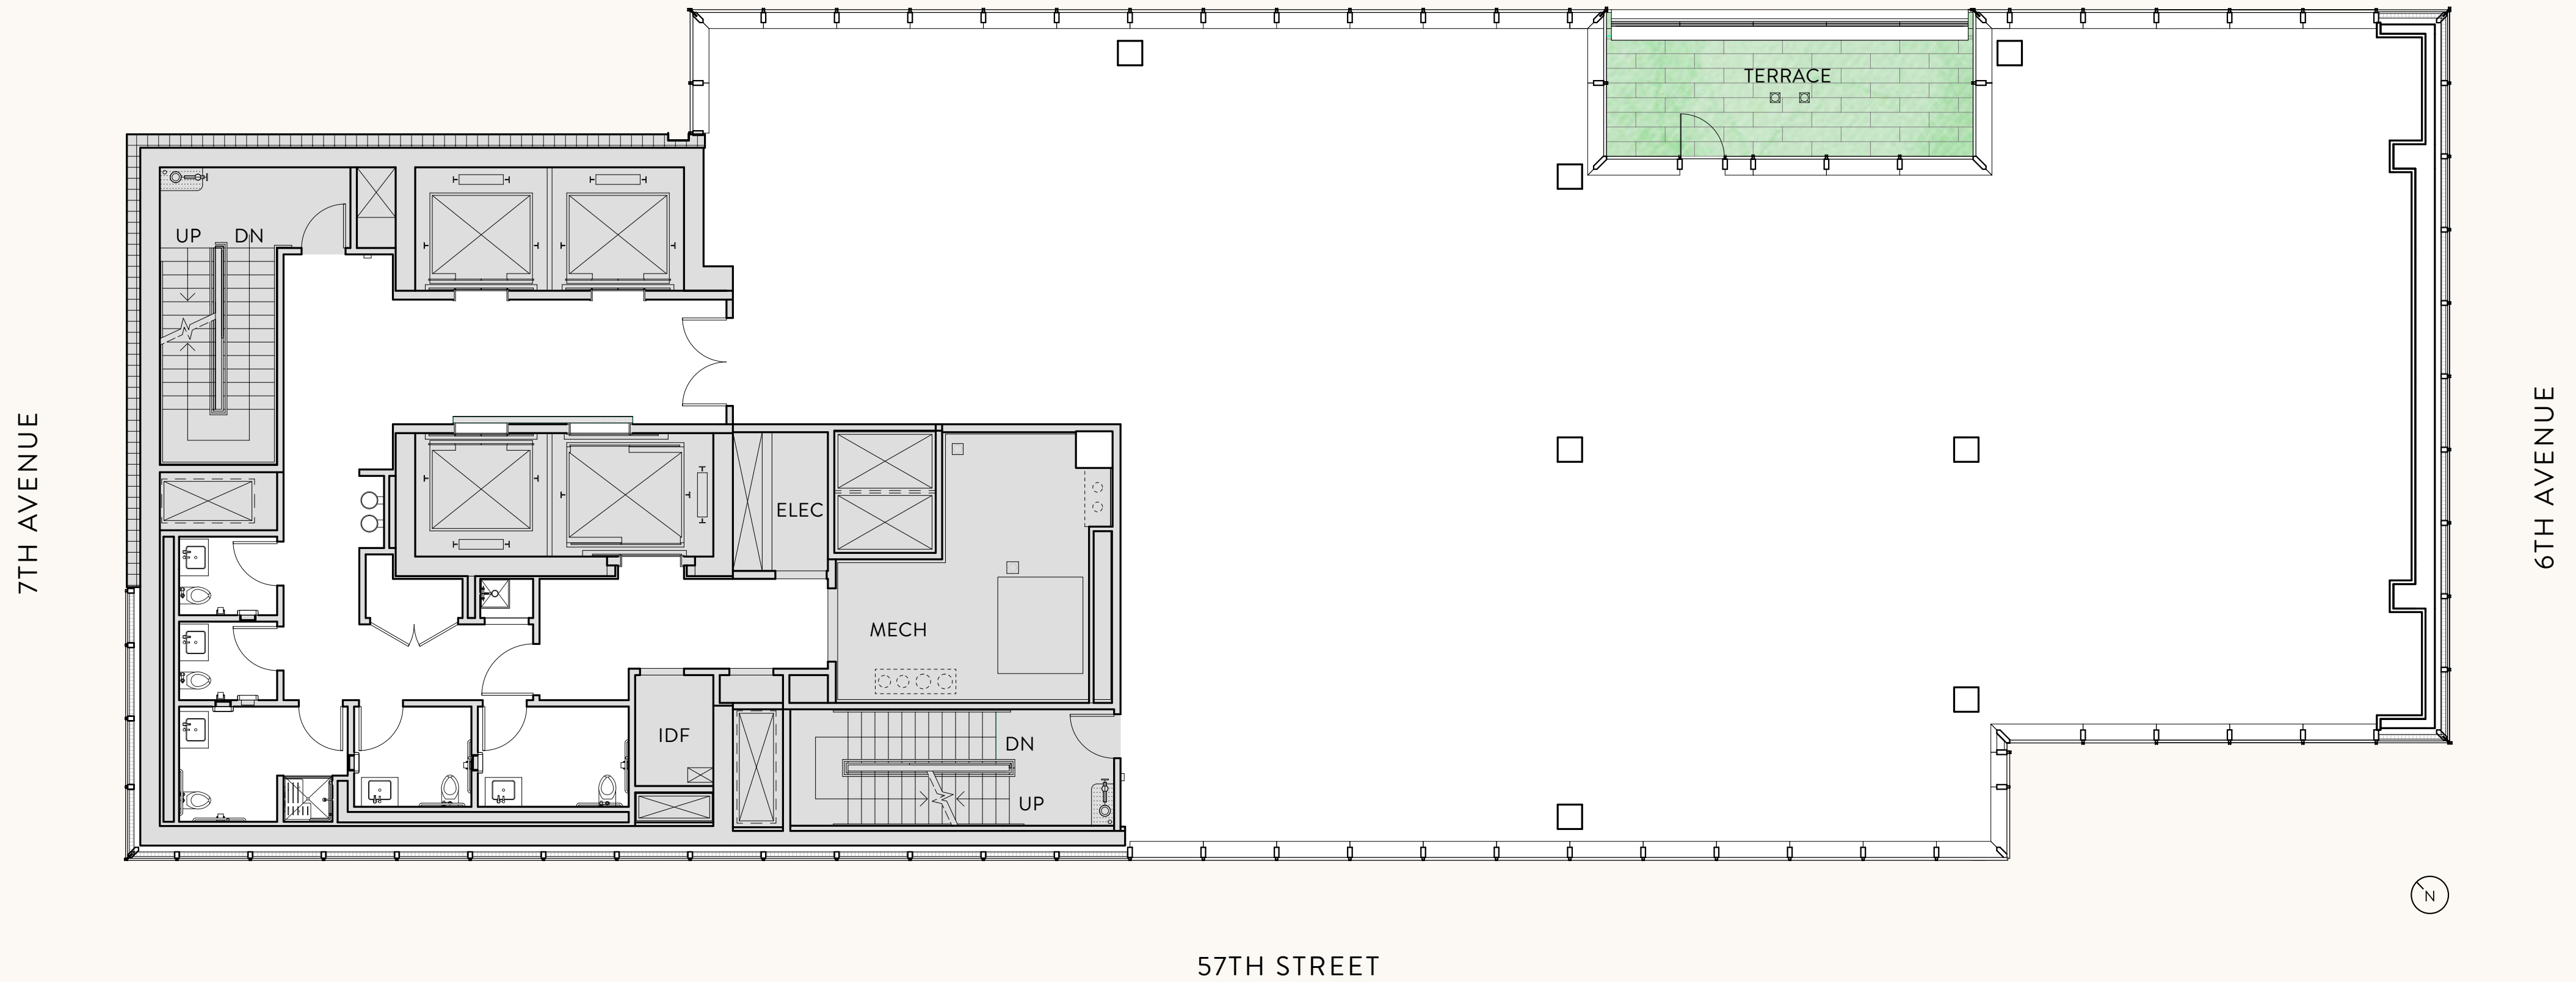 TERRACE
UP DN
7TH AVENUE
6TH AVENUE
ELEC
MECH
IDF
DN
UP
N
57TH STREET